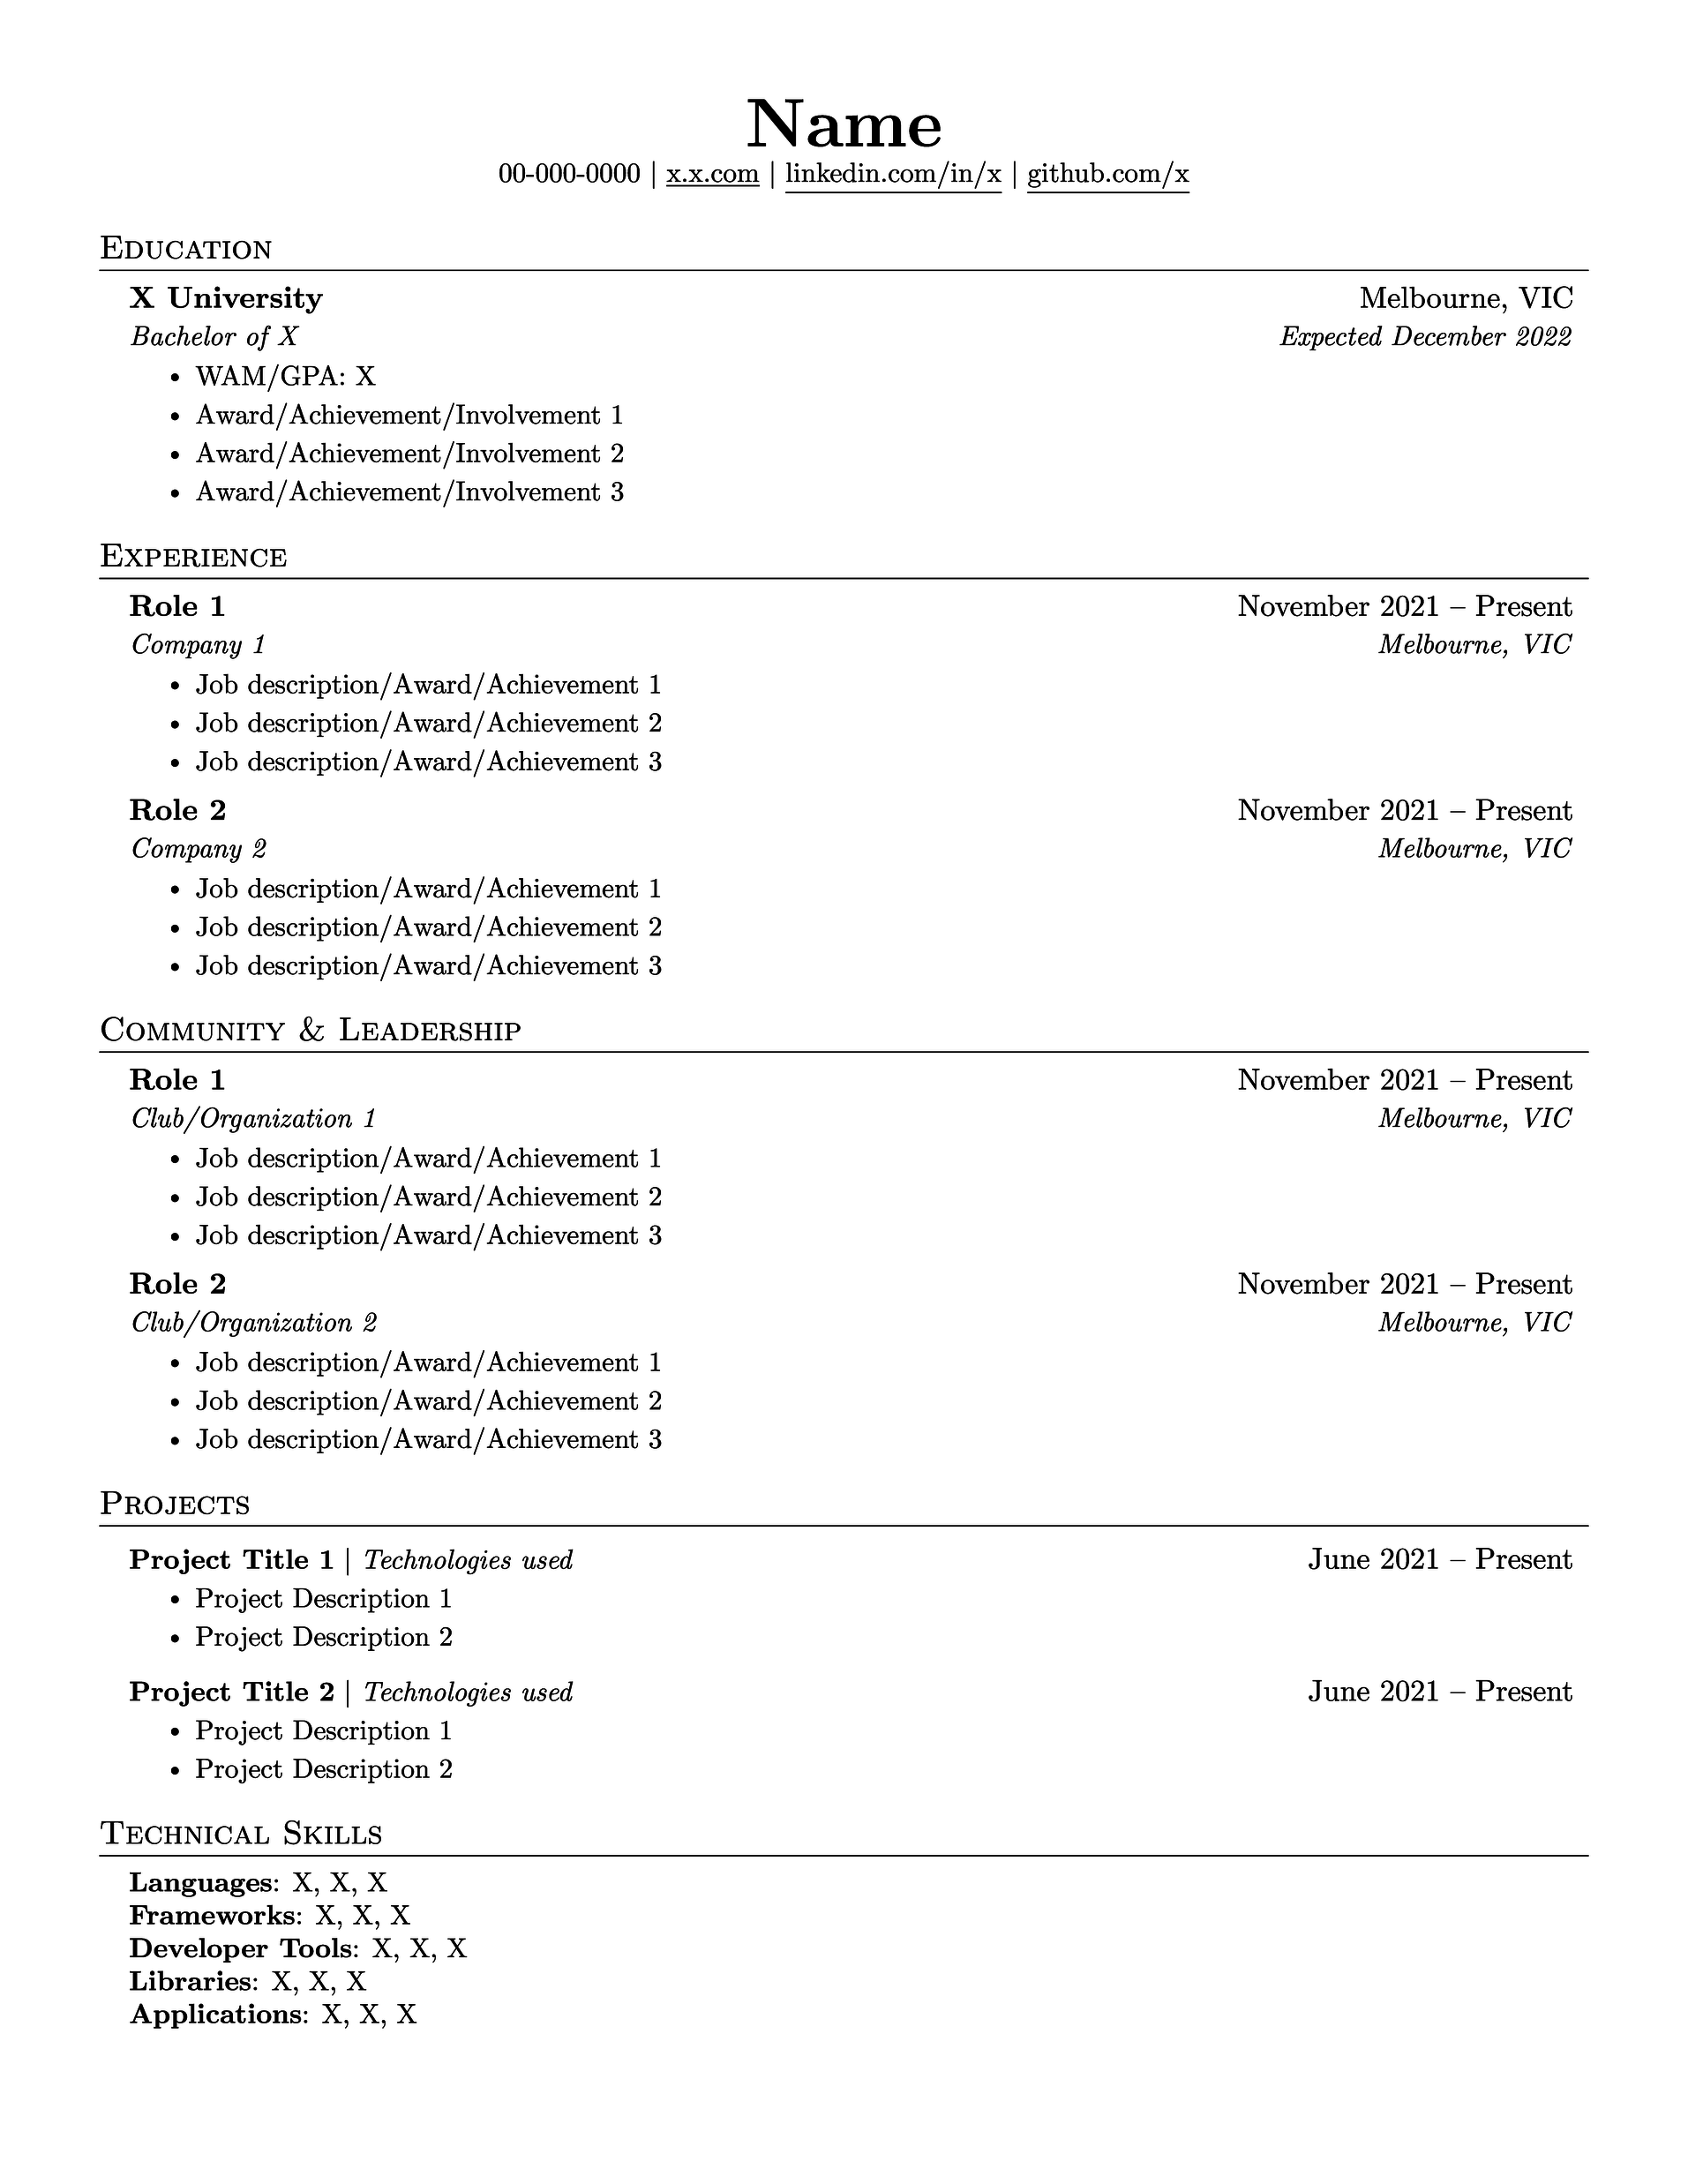 Name
00-000-0000 | x.x.com | linkedin.com/in/x | github.com/x
Education
X University Melbourne, VIC
Bachelor of X Expected December 2022
• WAM/GPA: X
• Award/Achievement/Involvement 1
• Award/Achievement/Involvement 2
• Award/Achievement/Involvement 3
Experience
Role 1 November 2021 – Present
Company 1 Melbourne, VIC
• Job description/Award/Achievement 1
• Job description/Award/Achievement 2
• Job description/Award/Achievement 3
Role 2 November 2021 – Present
Company 2 Melbourne, VIC
• Job description/Award/Achievement 1
• Job description/Award/Achievement 2
• Job description/Award/Achievement 3
Community & Leadership
Role 1 November 2021 – Present
Club/Organization 1 Melbourne, VIC
• Job description/Award/Achievement 1
• Job description/Award/Achievement 2
• Job description/Award/Achievement 3
Role 2 November 2021 – Present
Club/Organization 2 Melbourne, VIC
• Job description/Award/Achievement 1
• Job description/Award/Achievement 2
• Job description/Award/Achievement 3
Projects
Project Title 1 | Technologies used June 2021 – Present
• Project Description 1
• Project Description 2
Project Title 2 | Technologies used June 2021 – Present
• Project Description 1
• Project Description 2
Technical Skills
Languages: X, X, X
Frameworks: X, X, X
Developer Tools: X, X, X
Libraries: X, X, X
Applications: X, X, X